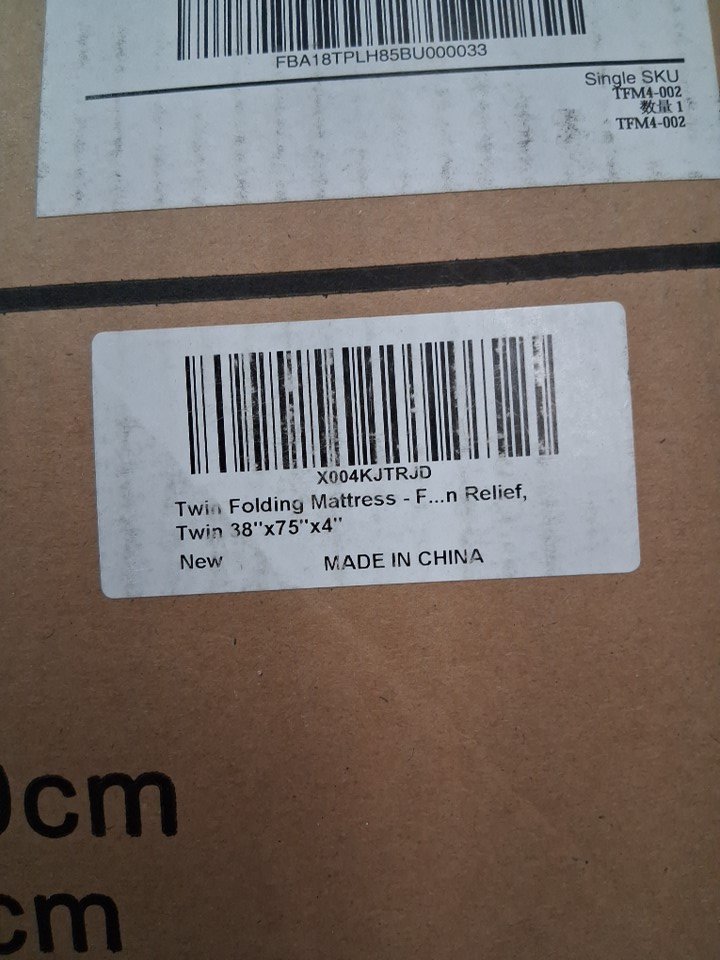 FBA18TPLH85BU000033
Single SKU
TFM4-002
数量 1
TFM4-002
X004KJTRJD
Twin Folding Mattress - F...n Relief,
Twin 38"x75"x4"
New MADE IN CHINA
cm
cm